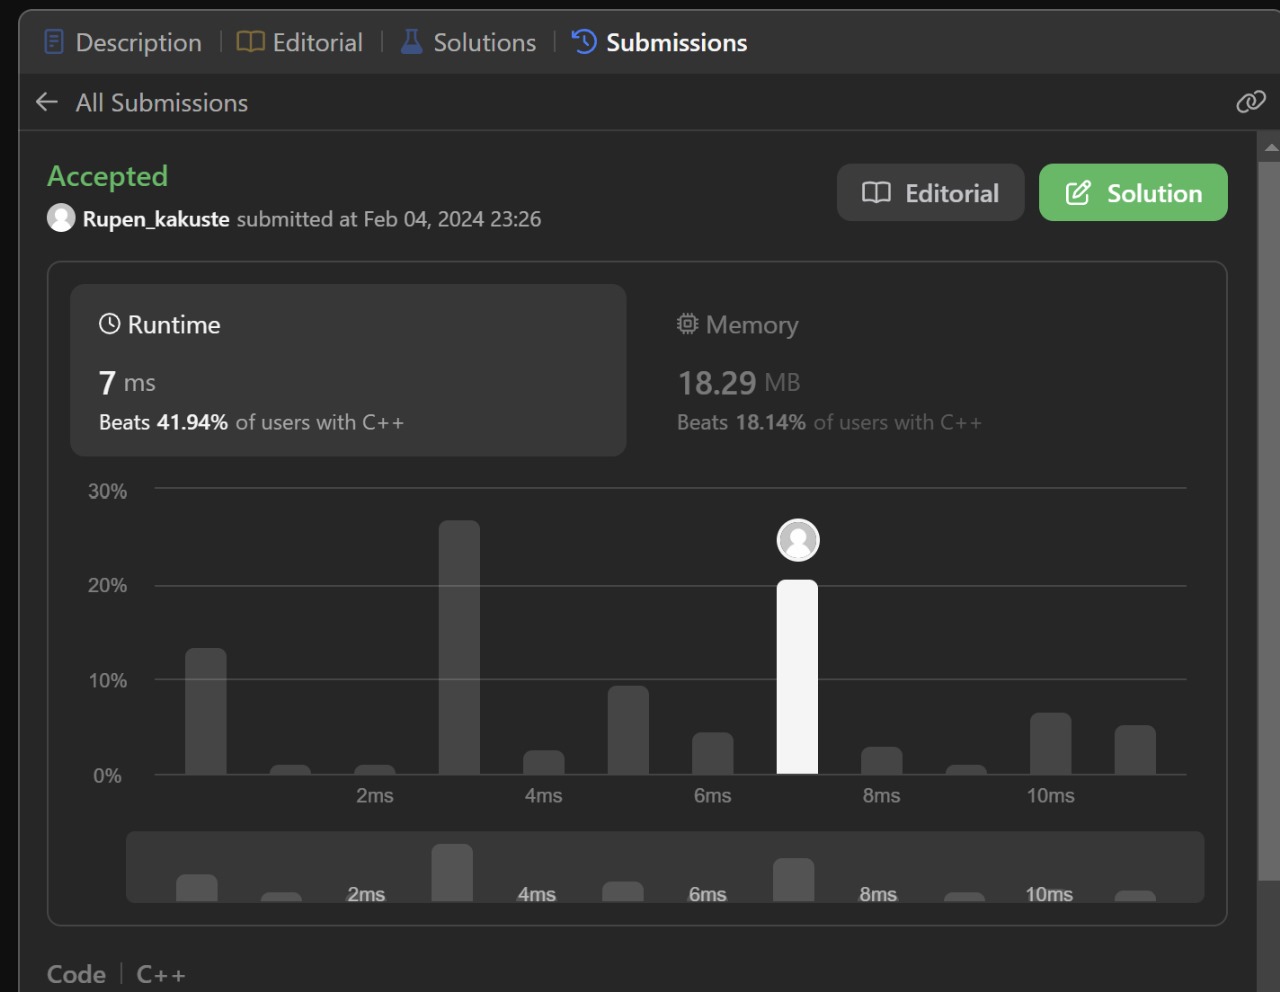 Description | Editorial | Solutions | Submissions
All Submissions
Accepted
Editorial
Solution
Rupen_kakuste submitted at Feb 04, 2024 23:26
Runtime
7 ms
Beats 41.94% of users with C++
Memory
18.29 MB
Beats 18.14% of users with C++
30%
20%
10%
0%
2ms 4ms 6ms 8ms 10ms
2ms 4ms 6ms 8ms 10ms
Code | C++